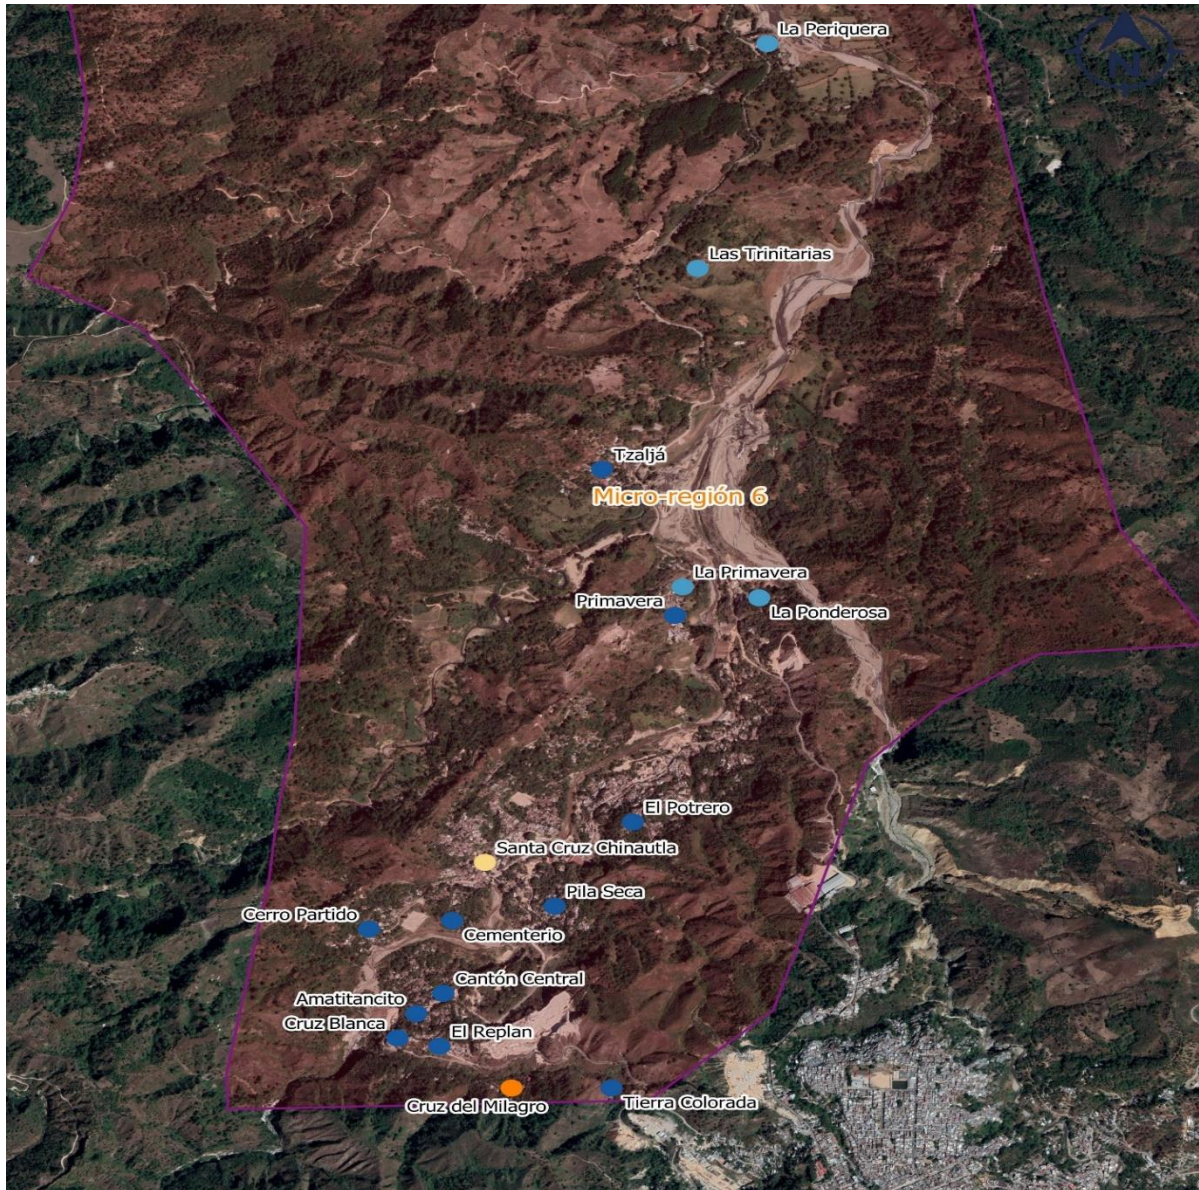 La Periquera
N
Las Trinitarias
Tzaljá
Micro-región 6
La Primavera
Primavera
La Ponderosa
El Potrero
Santa Cruz Chinautla
Pila Seca
Cerro Partido
Cementerio
Cantón Central
Amatitancito
Cruz Blanca
El Replan
Cruz del Milagro
Tierra Colorada